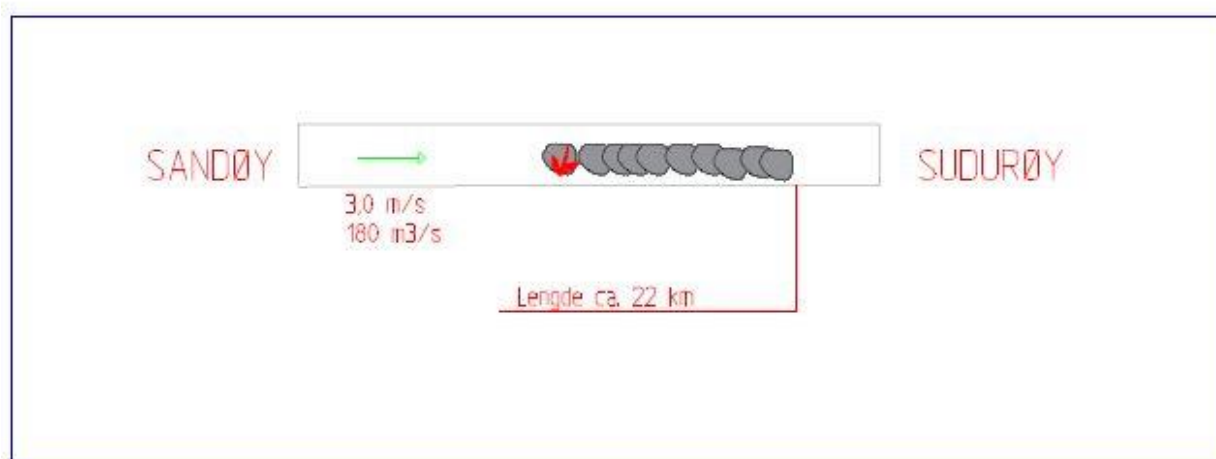 SANDØY
SUDURØY
3,0 m/s
180 m3/s
Lengde ca. 22 km